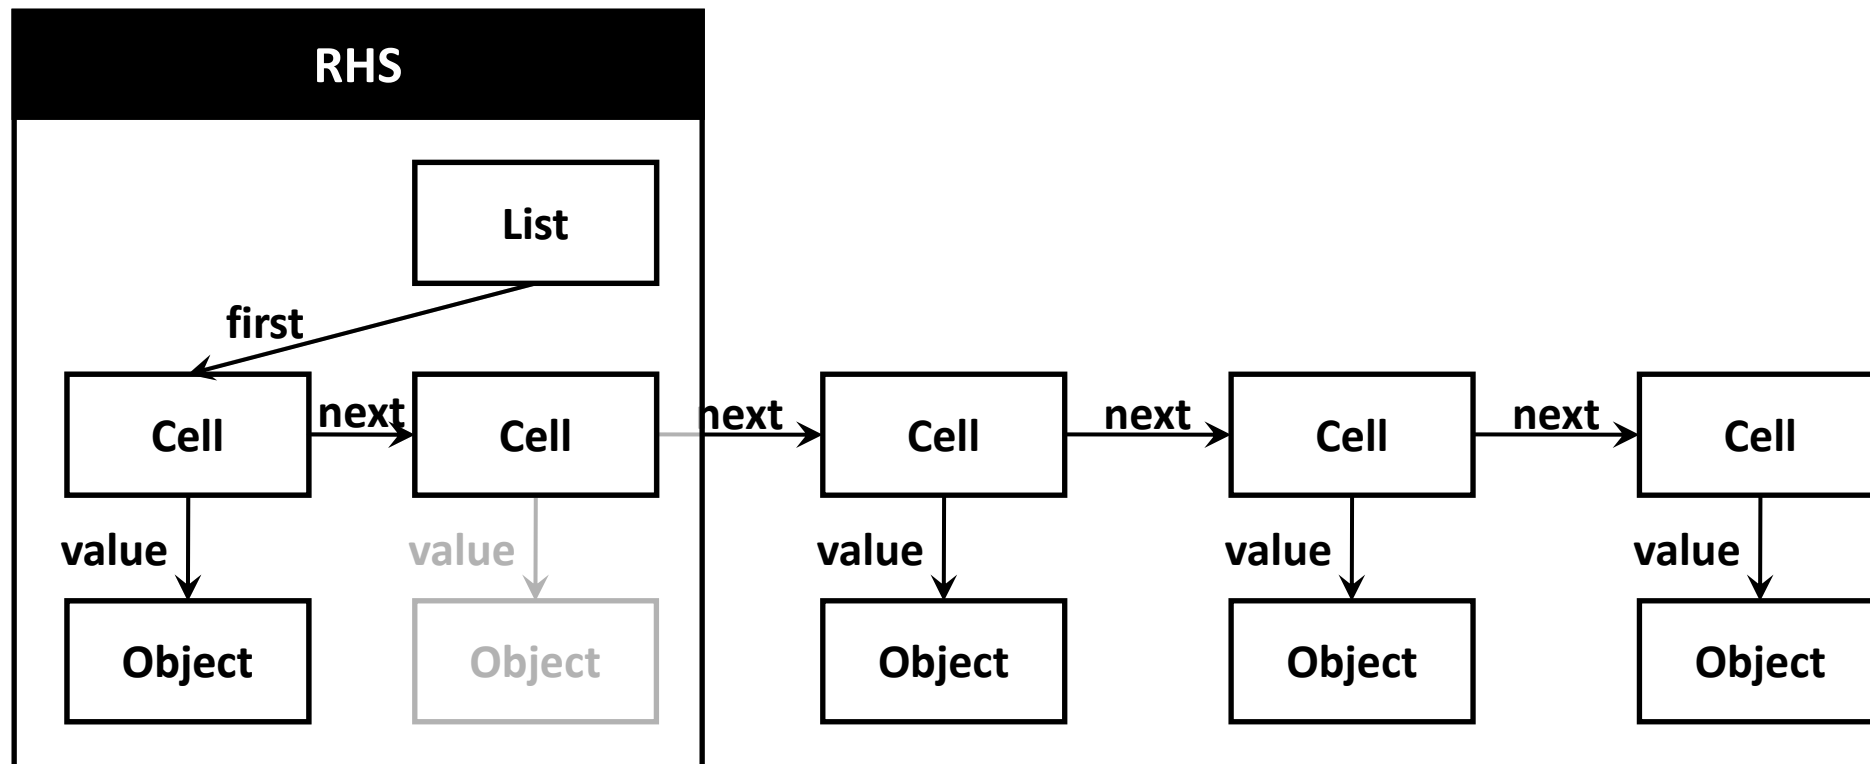 RHS
List
first
Cell
next
Cell
next
Cell
next
Cell
next
Cell
value
value
value
value
value
Object
Object
Object
Object
Object